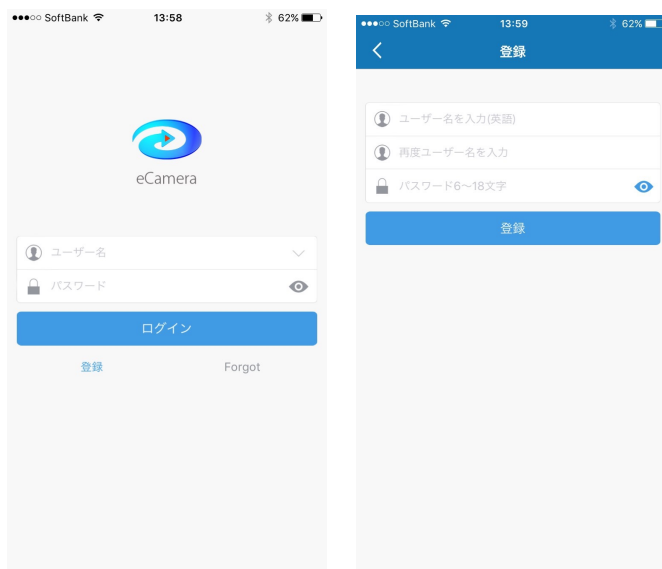 SoftBank 13:58 62%
eCamera
ユーザー名
パスワード
ログイン
登録 Forgot
SoftBank 13:59 62%
登録
ユーザー名を入力(英語)
再度ユーザー名を入力
パスワード6〜18文字
登録